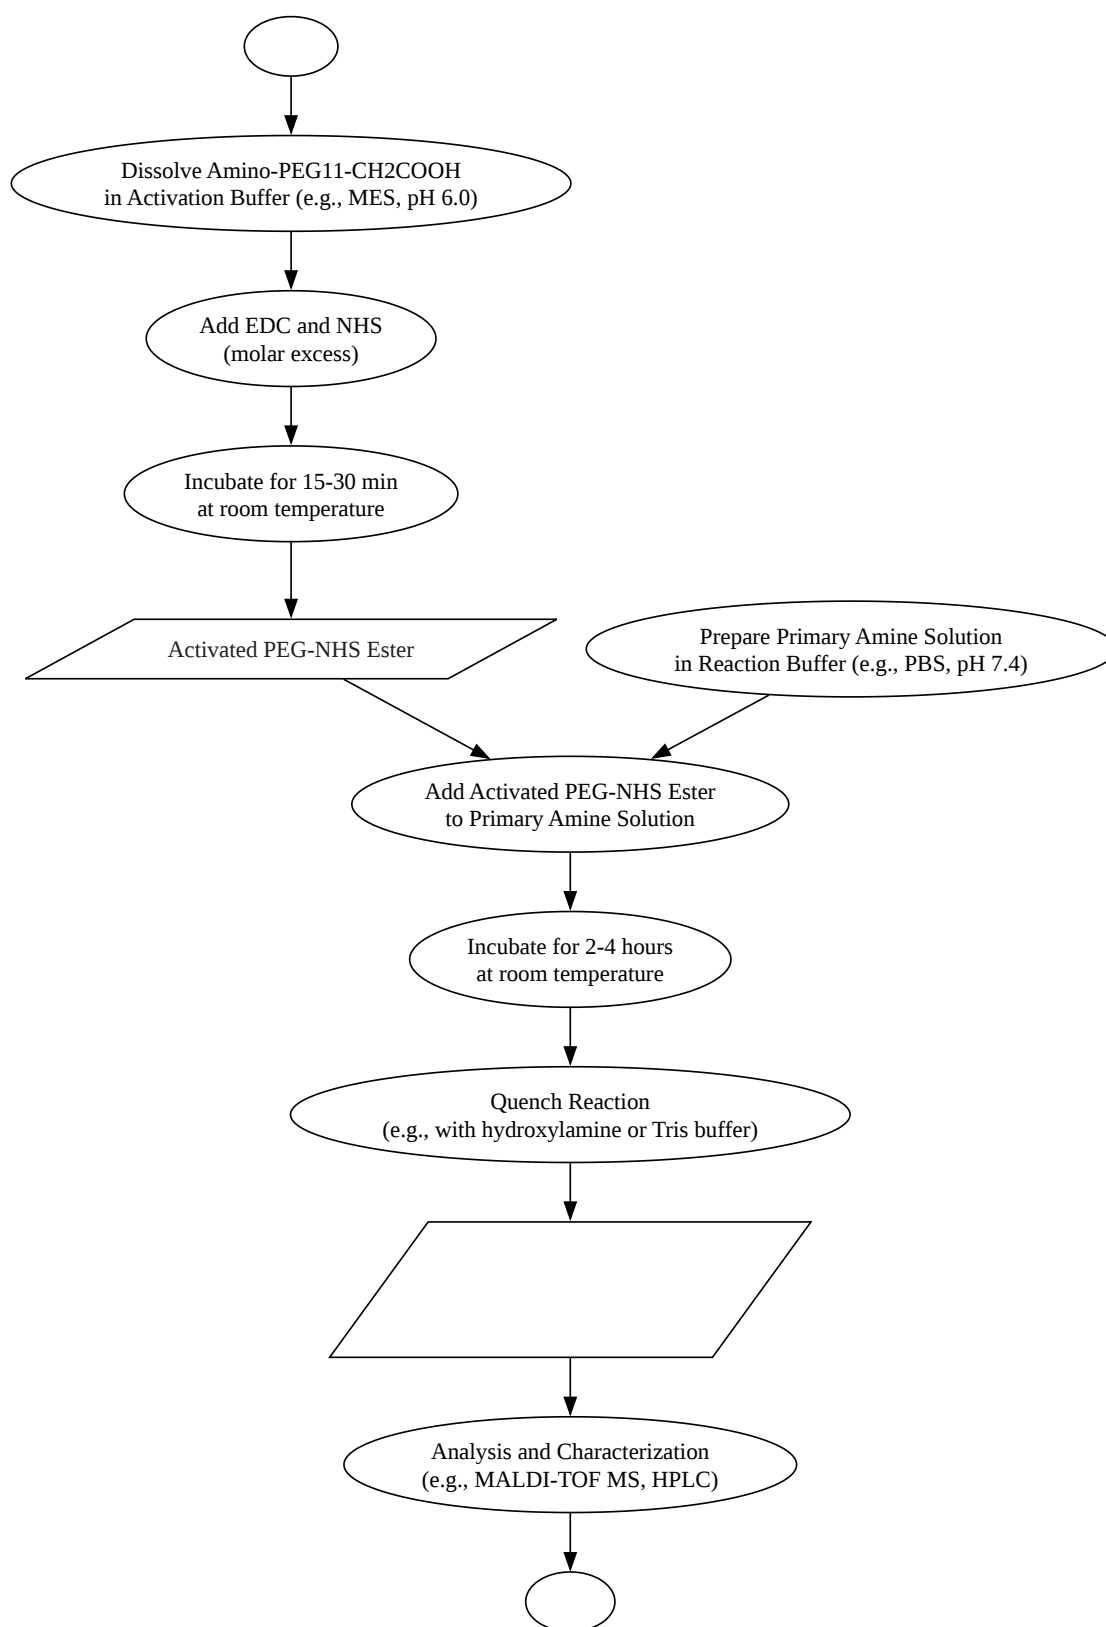 Dissolve Amino-PEG11-CH2COOH
in Activation Buffer (e.g., MES, pH 6.0)
Add EDC and NHS
(molar excess)
Incubate for 15-30 min
at room temperature
Activated PEG-NHS Ester
Prepare Primary Amine Solution
in Reaction Buffer (e.g., PBS, pH 7.4)
Add Activated PEG-NHS Ester
to Primary Amine Solution
Incubate for 2-4 hours
at room temperature
Quench Reaction
(e.g., with hydroxylamine or Tris buffer)
Analysis and Characterization
(e.g., MALDI-TOF MS, HPLC)